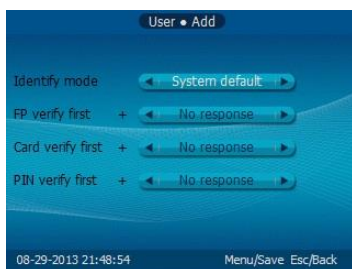 User ● Add
Identify mode ◀ System default ▶
FP verify first + ◀ No response ▶
Card verify first + ◀ No response ▶
PIN verify first + ◀ No response ▶
08-29-2013 21:48:54 Menu/Save Esc/Back